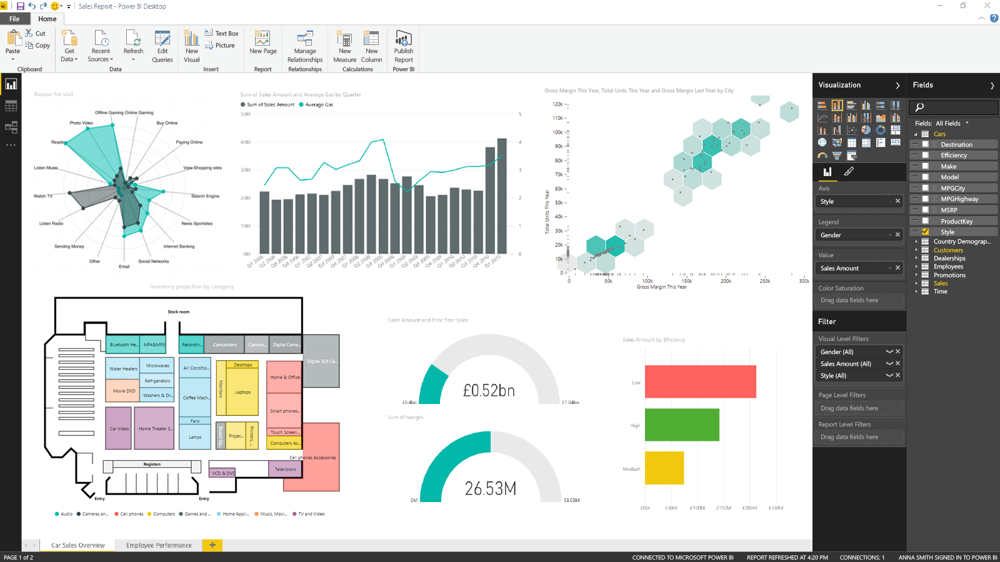 Sales Report - Power BI Desktop
File
Home
Paste
Cut
Copy
Clipboard
Get Data
Recent Sources
Refresh
Edit Queries
Data
New Visual
Text Box
Picture
Insert
New Page
Report
Manage Relationships
Relationships
New Measure
New Column
Calculations
Publish Report
Power BI
Reason for visit
Offline Gaming
Online Gaming
Photo Video
Buy Online
Paying Online
Listen Music
View Shopping sites
Watch TV
Search Engine
Listen Radio
News Sportsites
Sending Money
Internet Banking
Other
Social Networks
Email
Sum of Sales Amount and Average Gas by Quarter
Sum of Sales Amount
Average Gas
50M
40M
30M
20M
10M
0M
5
4
3
2
1
0
Q1 2006
Q2 2006
Q3 2006
Q4 2006
Q1 2007
Q2 2007
Q3 2007
Q4 2007
Q1 2008
Q2 2008
Q3 2008
Q4 2008
Q1 2009
Q2 2009
Q3 2009
Q4 2009
Q1 2010
Q2 2010
Q3 2010
Q4 2010
Q1 2011
Gross Margin This Year, Total Units This Year and Gross Margin Last Year by City
Total Units This Year
120k
110k
100k
90k
80k
70k
60k
50k
40k
30k
20k
10k
0
0
50k
100k
150k
200k
250k
300k
Gross Margin This Year
Inventory projection by category
Stock room
Bluetooth He...
MP4&MP3
Recordin...
Camcorders
Camera...
Digital Came...
Digital SLR Ca...
Water Heaters
Microwaves
Air Conditio...
Desktops
Refrigerators
Home & Office...
Movie DVD
Washers & Dr...
Coffee Mach...
Monitors
Laptops
Smart phones...
Car Video
Home Theater S...
Fans
Lamps
Boxed Ga...
Projec...
Printers, ...
Touch Screen...
Computers Ac...
Cell phones Accessories
Registers
VCD & DVD
Televisions
Entry
Entry
Audio
Cameras an...
Cell phones
Computers
Games and ...
Home Appli...
Music, Movi...
TV and Video
Sales Amount and Prior Year Sales
£0.52bn
£0.4bn
£1.04bn
Sum of Margin
26.53M
0M
53.05M
Sales Amount by Efficiency
Low
High
Medium
£0M
£50M
£100M
£150M
£200M
£250M
Visualization
Axis
Style
Legend
Gender
Value
Sales Amount
Color Saturation
Drag data fields here
Filter
Visual Level Filters
Gender (All)
Sales Amount (All)
Style (All)
Page Level Filters
Drag data fields here
Report Level Filters
Drag data fields here
Fields
Fields: All Fields
Cars
Destination
Efficiency
Make
Model
MPGCity
MPGHighway
MSRP
ProductKey
Style
Country Demograp...
Customers
Dealerships
Employees
Promotions
Sales
Time
Car Sales Overview
Employee Performance
+
PAGE 1 of 2
CONNECTED TO MICROSOFT POWER BI
REPORT REFRESHED AT 4:20 PM
CONNECTIONS: 1
ANNA SMITH SIGNED IN TO POWER BI